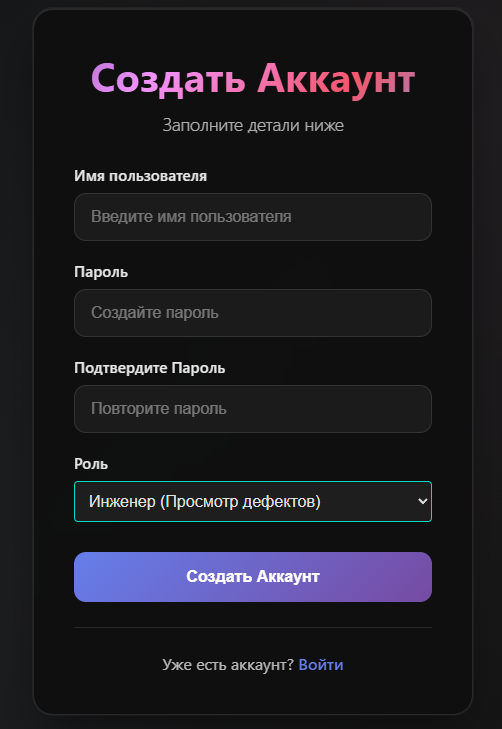 Создать Аккаунт
Заполните детали ниже
Имя пользователя
Введите имя пользователя
Пароль
Создайте пароль
Подтвердите Пароль
Повторите пароль
Роль
Инженер (Просмотр дефектов)
Создать Аккаунт
Уже есть аккаунт? Войти